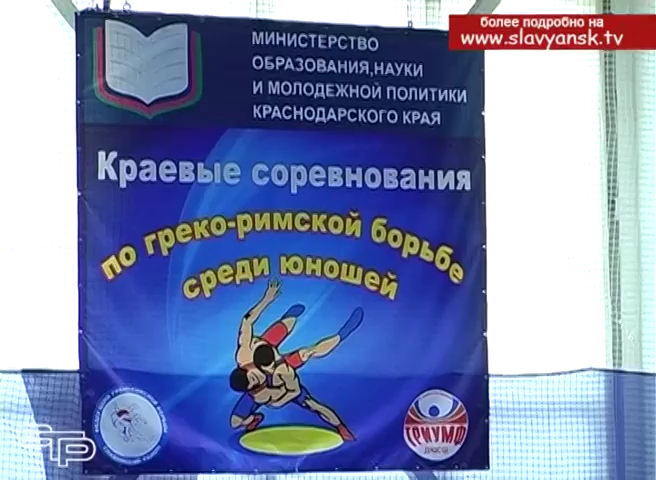 более подробно на
www.slavyansk.tv
МИНИСТЕРСТВО
ОБРАЗОВАНИЯ,НАУКИ
И МОЛОДЕЖНОЙ ПОЛИТИКИ
КРАСНОДАРСКОГО КРАЯ
Краевые соревнования
по греко-римской борьбе
среди юношей
ТРИУМФ